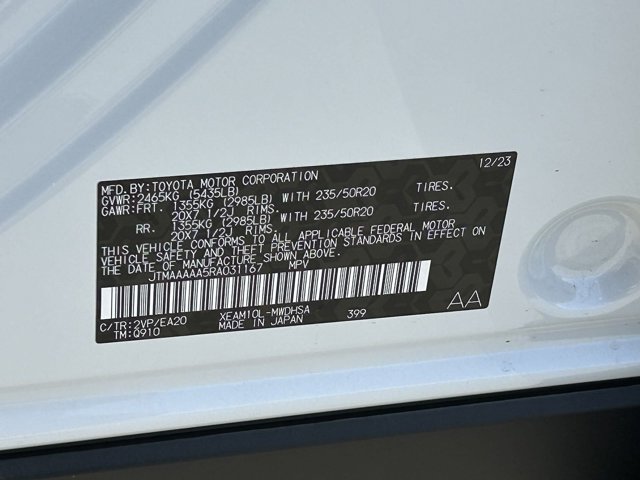 MFD. BY: TOYOTA MOTOR CORPORATION 12/23
GVWR: 2465KG (5435LB)
GAWR: FRT. 1355KG (2985LB) WITH 235/50R20 TIRES.
20X7 1/2J RIMS.
RR. 1355KG (2985LB) WITH 235/50R20 TIRES.
20X7 1/2J RIMS.
THIS VEHICLE CONFORMS TO ALL APPLICABLE FEDERAL MOTOR
VEHICLE SAFETY AND THEFT PREVENTION STANDARDS IN EFFECT ON
THE DATE OF MANUFACTURE SHOWN ABOVE.
JTMAAAAA5RA031167 MPV
C/TR: 2VP/EA20 XEAM10L-MWDHSA 399 AA
TM: Q910 MADE IN JAPAN